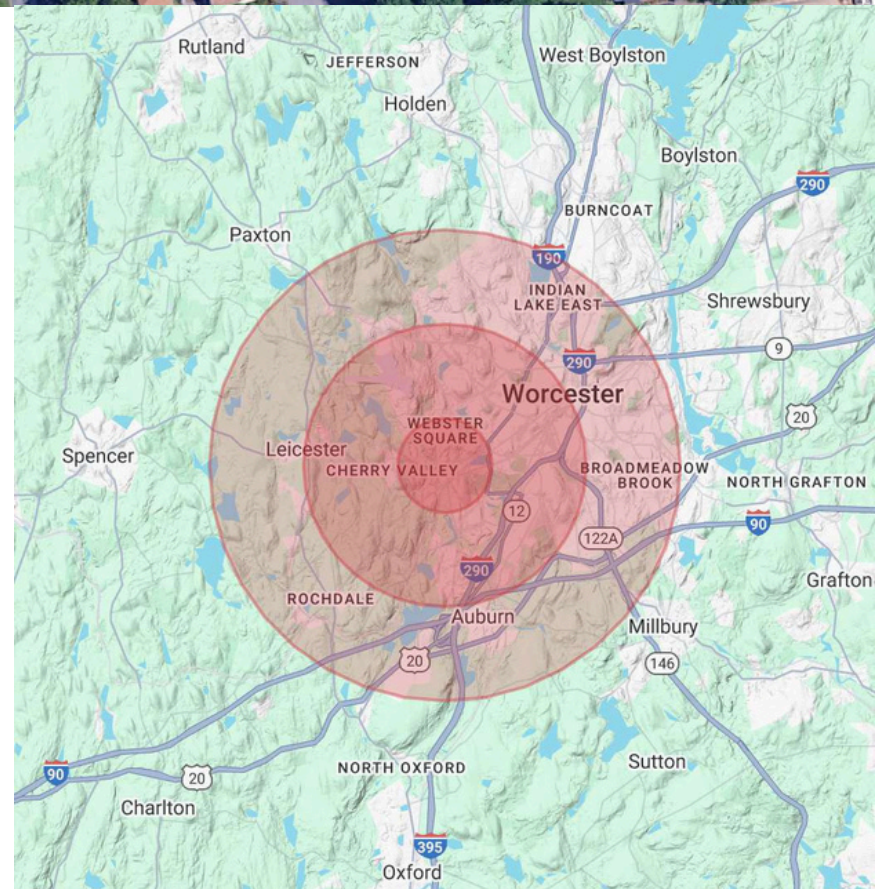 Rutland
JEFFERSON
West Boylston
Holden
Boylston
290
BURNCOAT
Paxton
190
INDIAN
LAKE EAST
Shrewsbury
9
290
Worcester
20
WEBSTER
SQUARE
Leicester
Spencer
CHERRY VALLEY
BROADMEADOW
BROOK
NORTH GRAFTON
12
90
122A
290
Grafton
ROCHDALE
Auburn
Millbury
20
146
NORTH OXFORD
Sutton
90
20
Charlton
395
Oxford